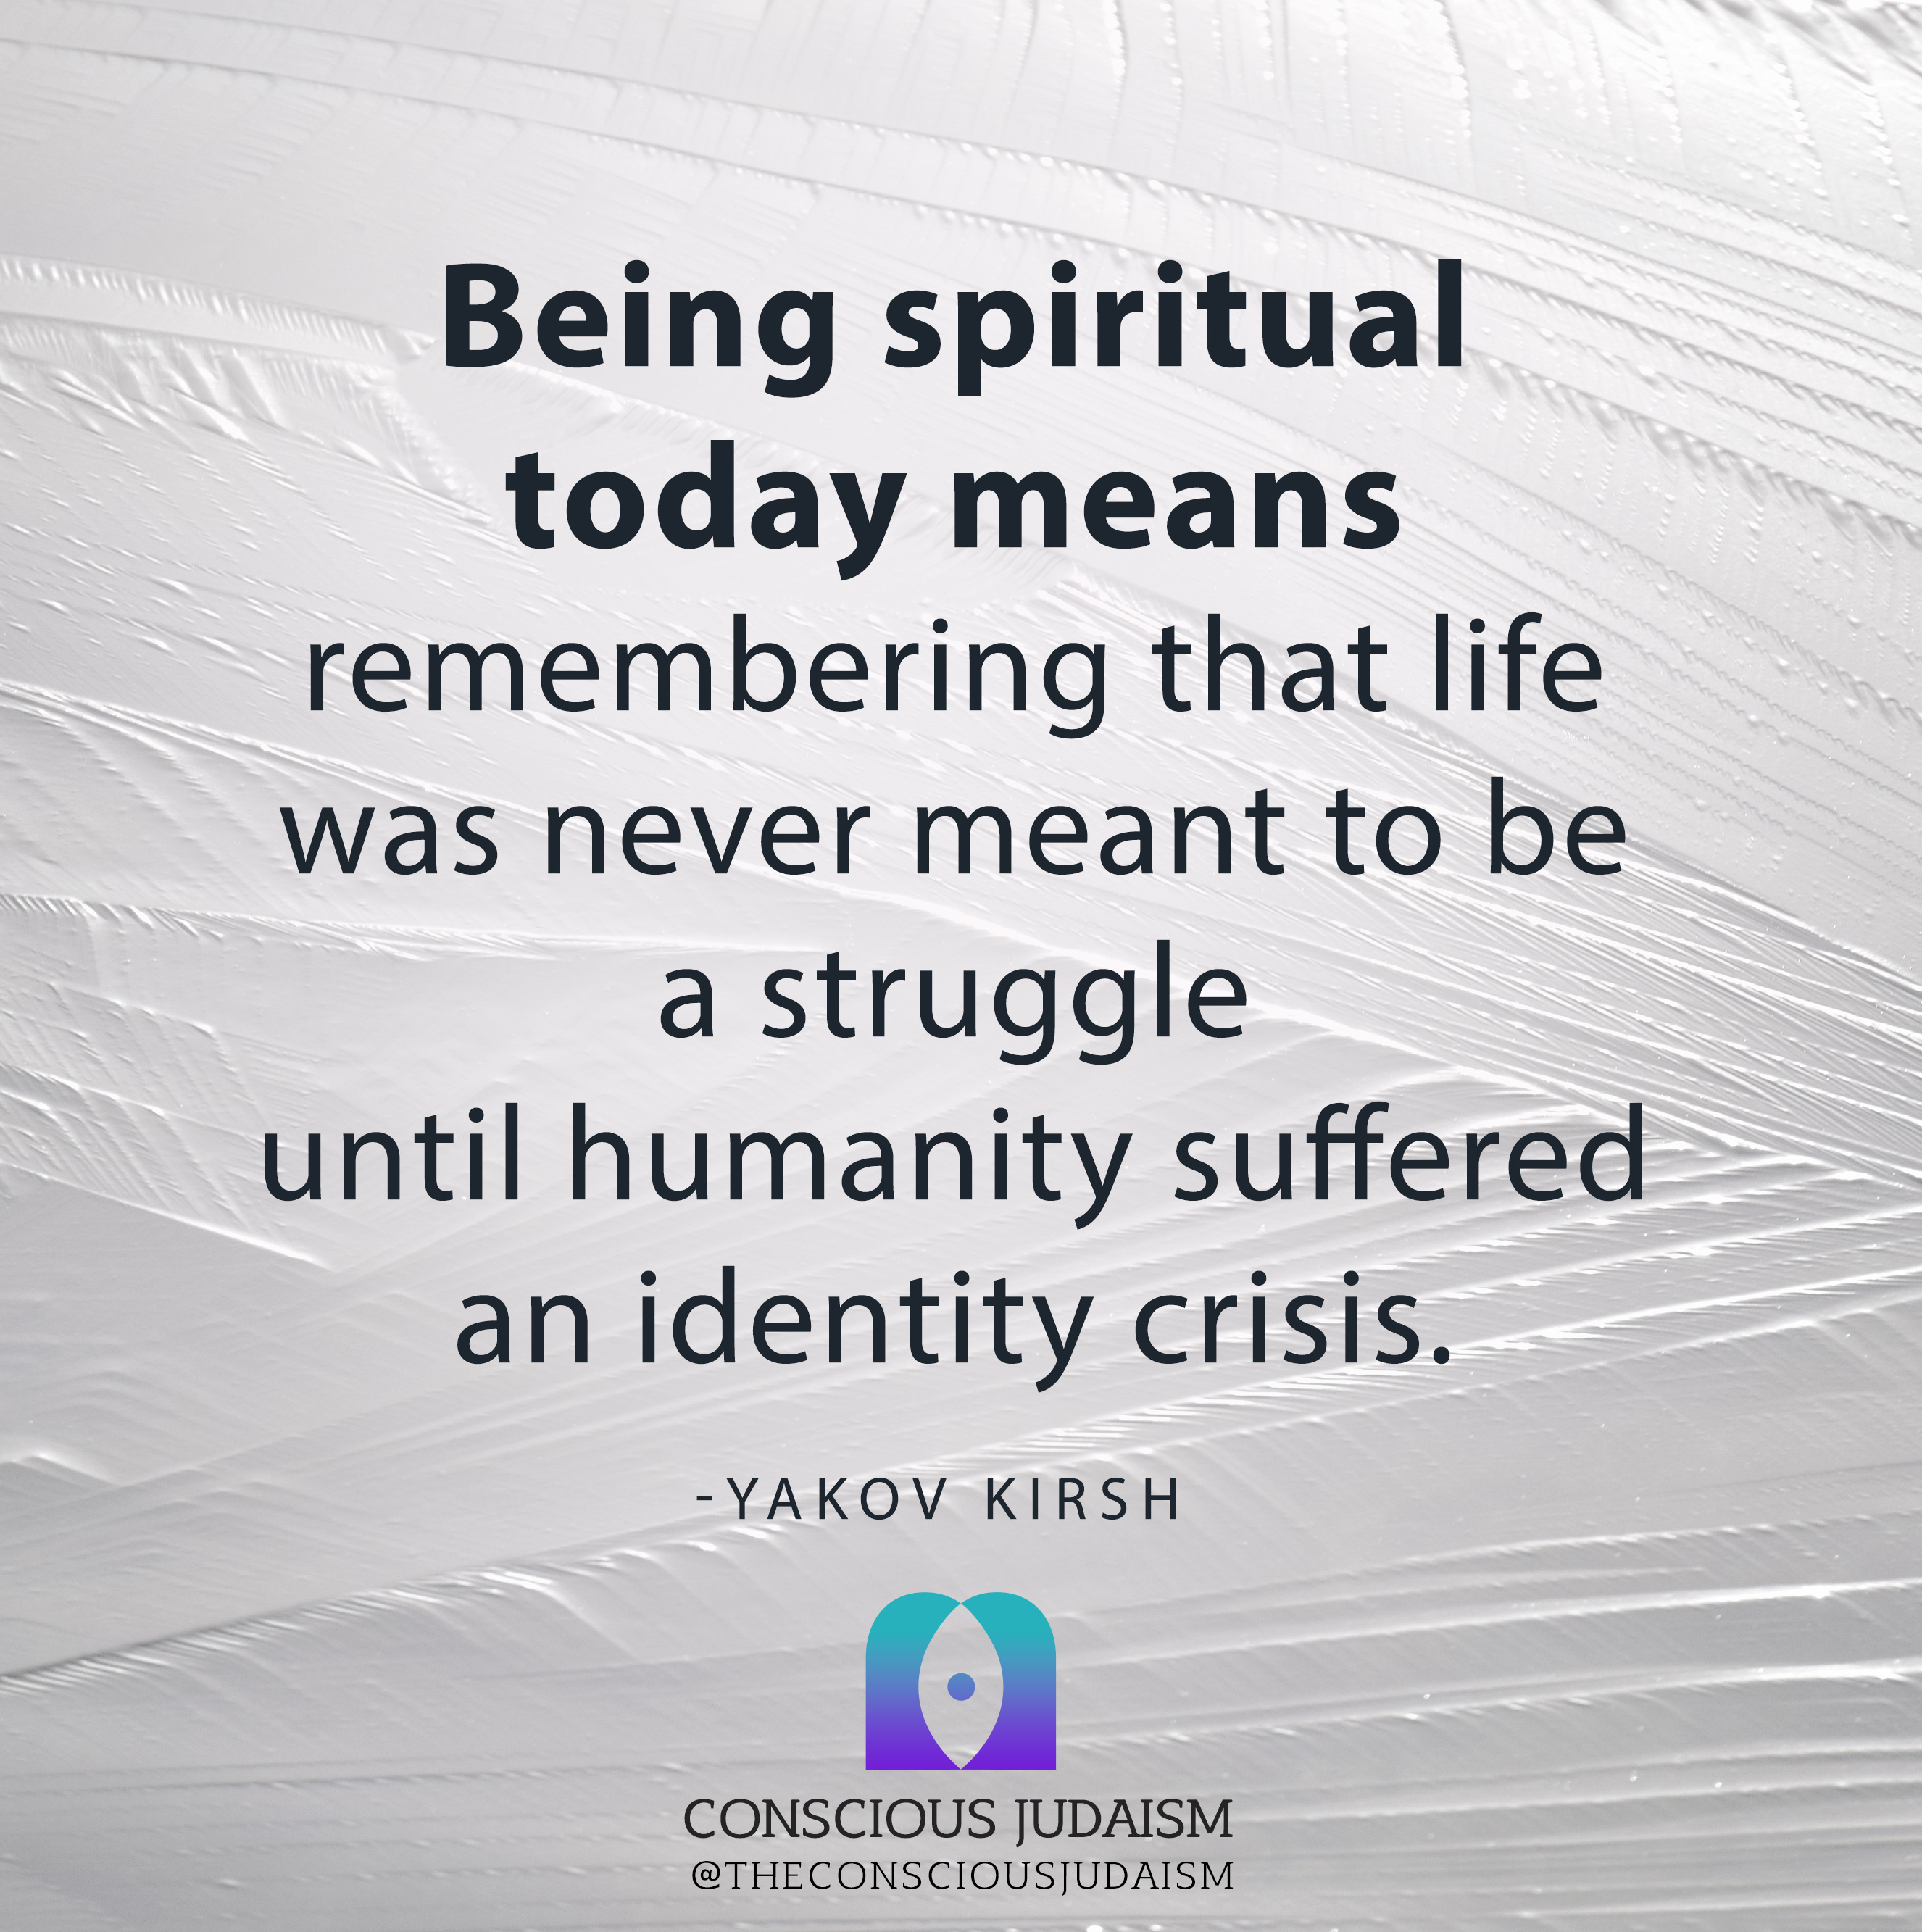 Being spiritual
today means
remembering that life
was never meant to be
a struggle
until humanity suffered
an identity crisis.
-YAKOV KIRSH
CONSCIOUS JUDAISM
@THECONSCIOUSJUDAISM